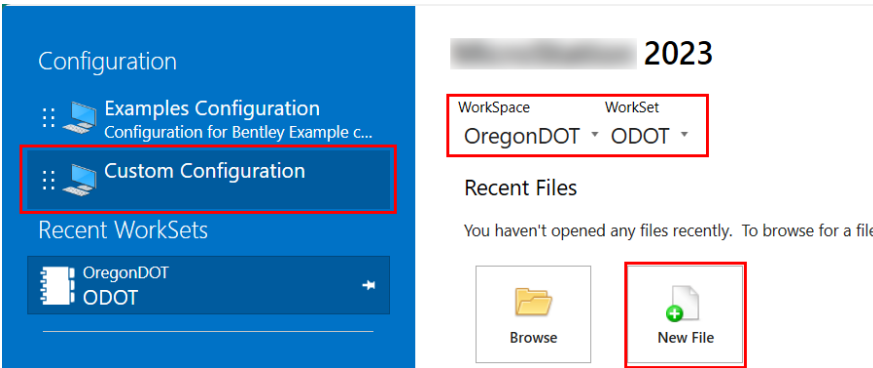 Configuration
Examples Configuration
Configuration for Bentley Example c...
Custom Configuration
Recent WorkSets
OregonDOT
ODOT
2023
WorkSpace
WorkSet
OregonDOT
ODOT
Recent Files
You haven't opened any files recently. To browse for a file
Browse
New File